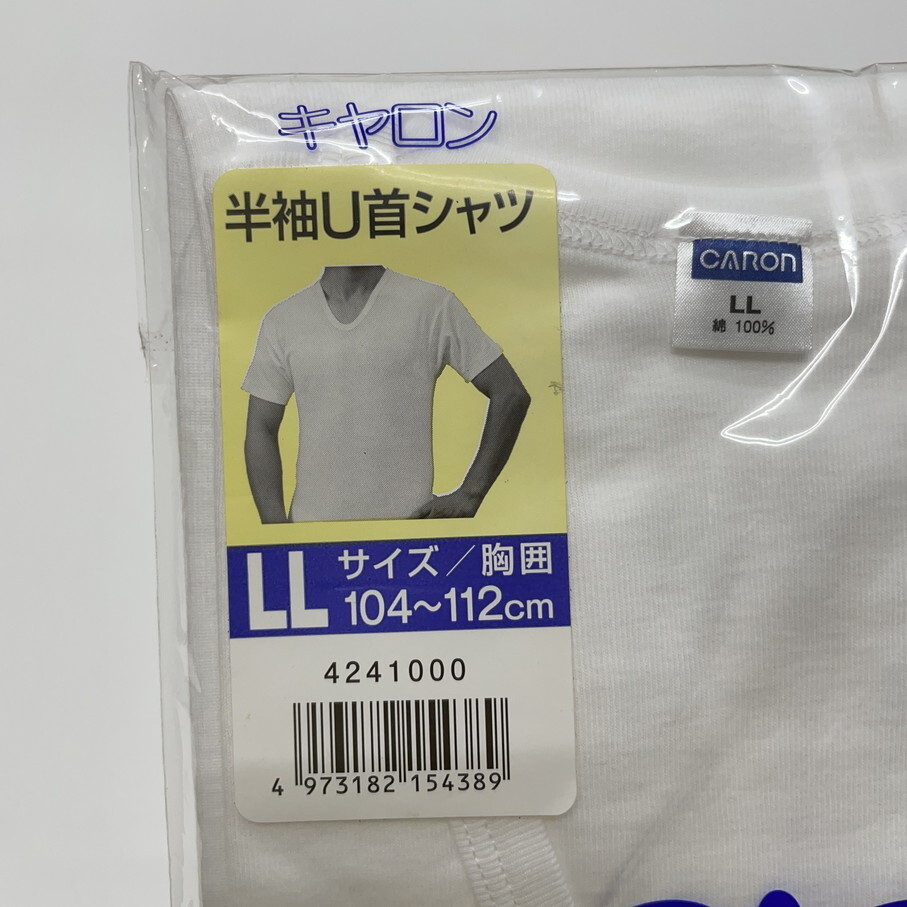 キャロン
半袖U首シャツ
CARON
LL
綿 100%
LL サイズ／胸囲
104〜112cm
4241000
4 973182 154389